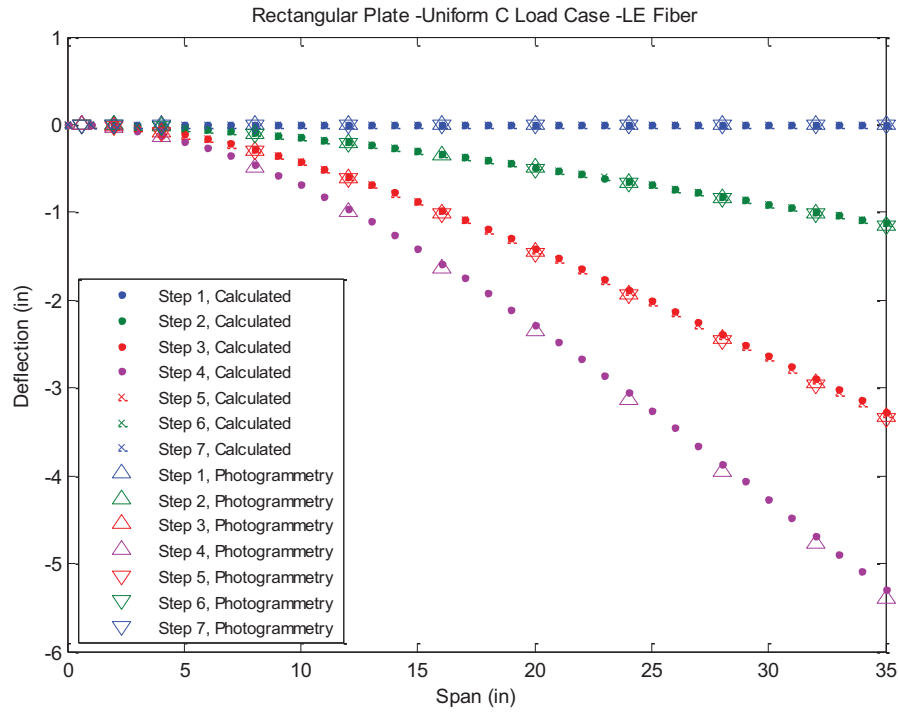 Rectangular Plate -Uniform C Load Case -LE Fiber
1
0
-1
-2
-3
-4
-5
-6
Deflection (in)
Step 1, Calculated
Step 2, Calculated
Step 3, Calculated
Step 4, Calculated
Step 5, Calculated
Step 6, Calculated
Step 7, Calculated
Step 1, Photogrammetry
Step 2, Photogrammetry
Step 3, Photogrammetry
Step 4, Photogrammetry
Step 5, Photogrammetry
Step 6, Photogrammetry
Step 7, Photogrammetry
0 5 10 15 20 25 30 35
Span (in)